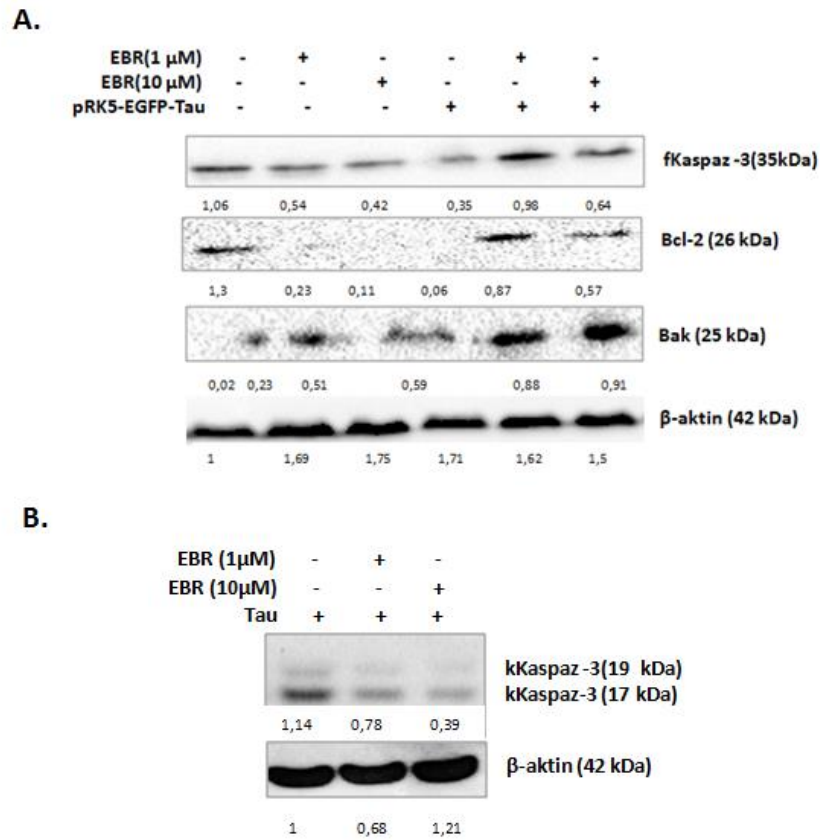 A.
EBR(1 µM) - + - - + -
EBR(10 µM) - - + - - +
pRK5-EGFP-Tau - - - + + +
fKaspaz -3(35kDa)
1,06 0,54 0,42 0,35 0,98 0,64
Bcl-2 (26 kDa)
1,3 0,23 0,11 0,06 0,87 0,57
Bak (25 kDa)
0,02 0,23 0,51 0,59 0,88 0,91
β-aktin (42 kDa)
1 1,69 1,75 1,71 1,62 1,5
B.
EBR (1µM) - + -
EBR (10µM) - - +
Tau + + +
kKaspaz -3(19 kDa)
kKaspaz-3 (17 kDa)
1,14 0,78 0,39
β-aktin (42 kDa)
1 0,68 1,21